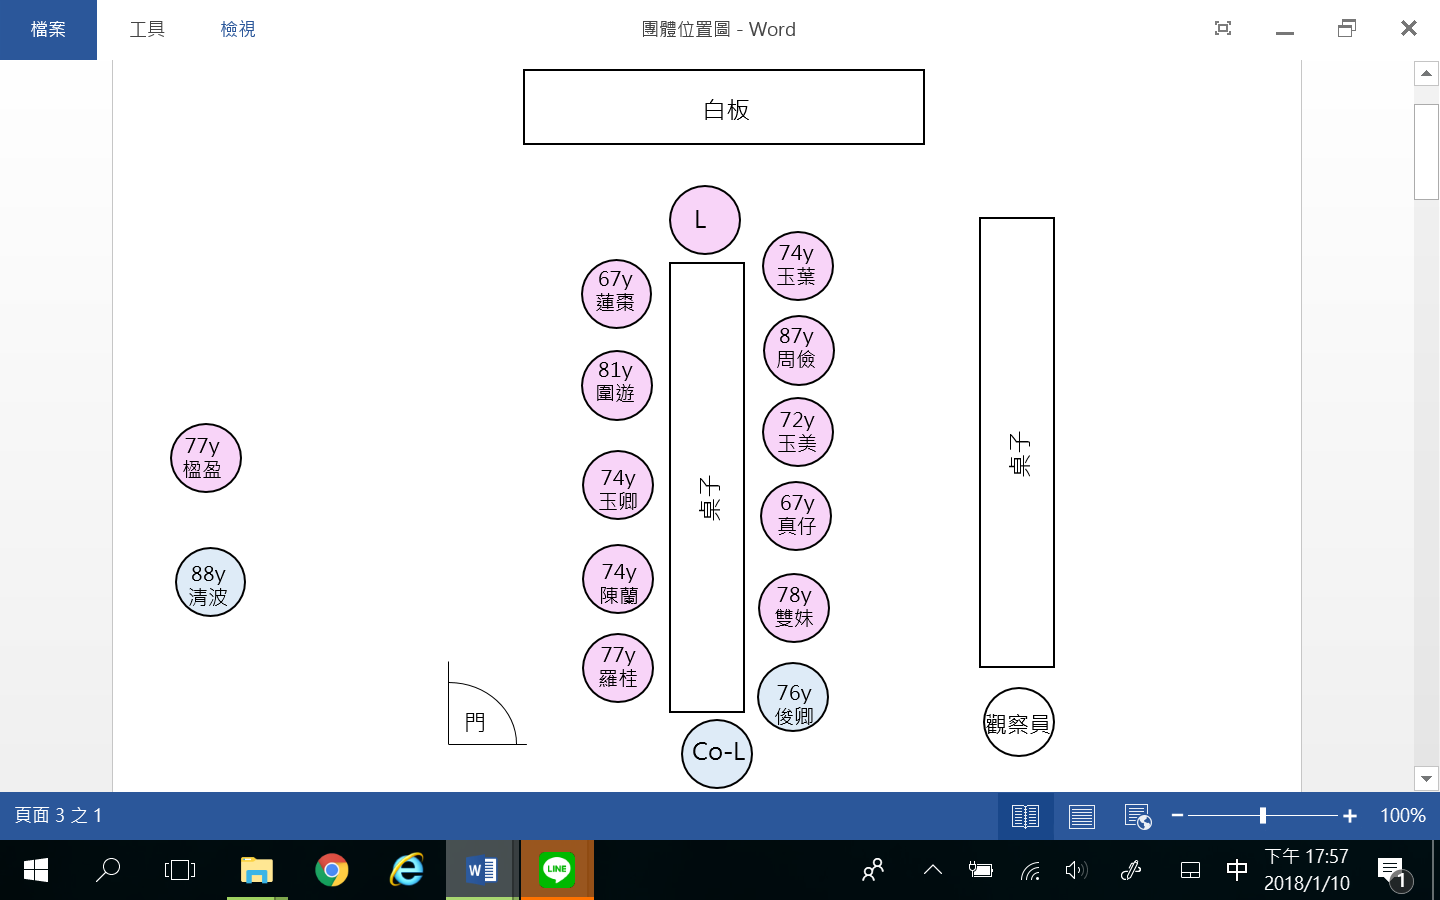 檔案 工具 檢視 團體位置圖 - Word
白板
L
74y
玉葉
67y
蓮棗
87y
周儉
81y
圍遊
72y
玉美
77y
楹盈
74y
玉卿
桌子
67y
真仔
桌子
88y
清波
74y
陳蘭
78y
雙妹
77y
羅桂
76y
俊卿
門
Co-L
觀察員
頁面 3 之 1 100%
LINE
中
下午 17:57
2018/1/10
1